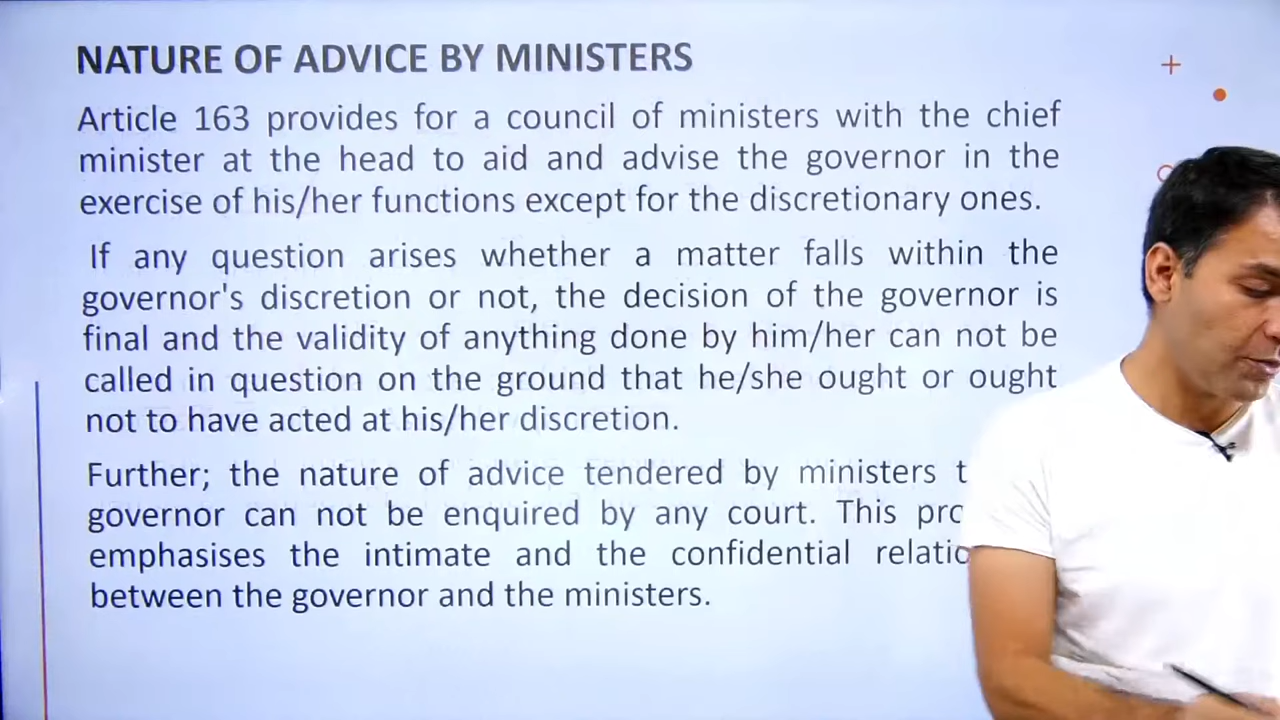 NATURE OF ADVICE BY MINISTERS
Article 163 provides for a council of ministers with the chief
minister at the head to aid and advise the governor in the
exercise of his/her functions except for the discretionary ones.
If any question arises whether a matter falls within the
governor's discretion or not, the decision of the governor is
final and the validity of anything done by him/her can not be
called in question on the ground that he/she ought or ought
not to have acted at his/her discretion.
Further; the nature of advice tendered by ministers
governor can not be enquired by any court. This
emphasises the intimate and the confidential
between the governor and the ministers.